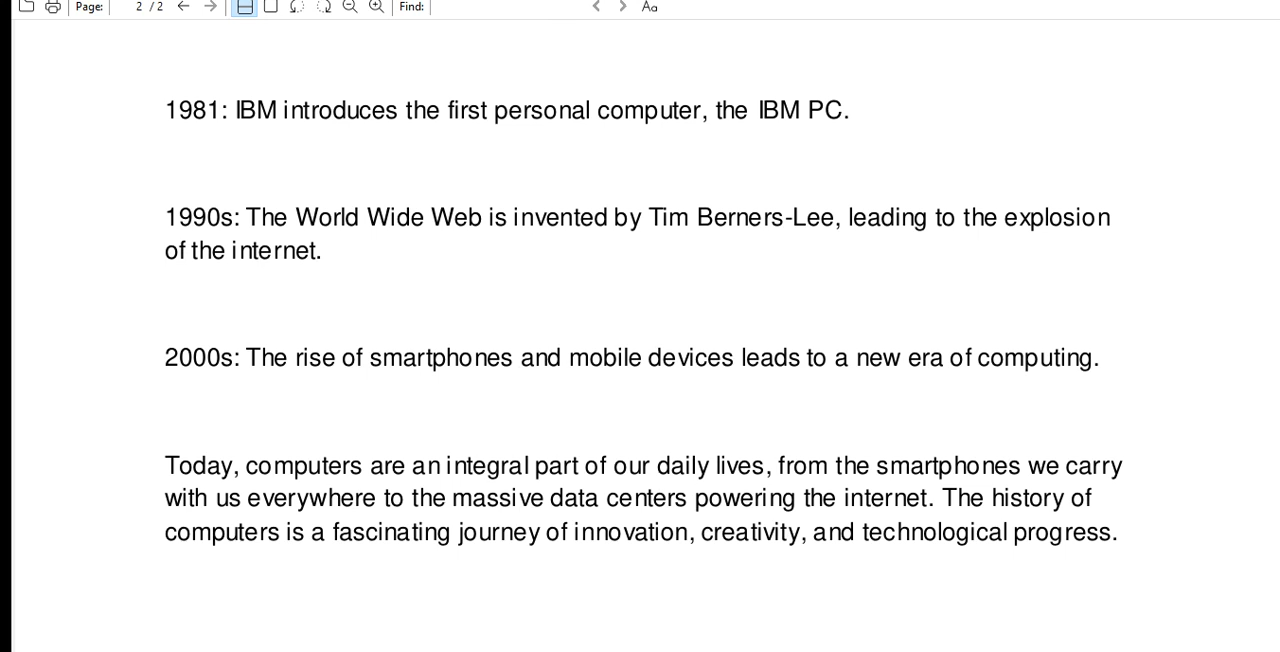 Page: 2 / 2 Find: Aa
1981: IBM introduces the first personal computer, the IBM PC.
1990s: The World Wide Web is invented by Tim Berners-Lee, leading to the explosion
of the internet.
2000s: The rise of smartphones and mobile devices leads to a new era of computing.
Today, computers are an integral part of our daily lives, from the smartphones we carry
with us everywhere to the massive data centers powering the internet. The history of
computers is a fascinating journey of innovation, creativity, and technological progress.